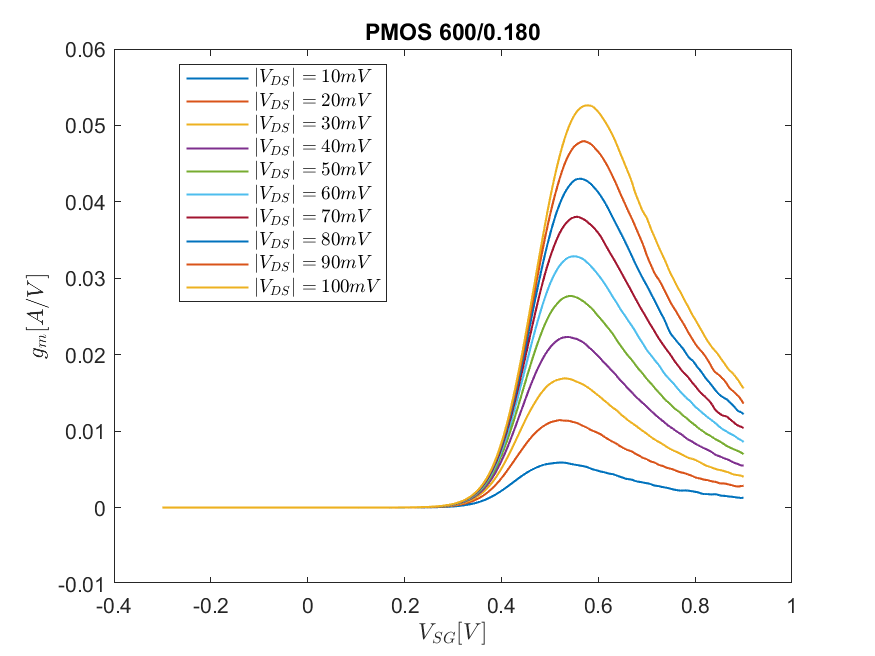 PMOS 600/0.180
0.06
0.05
0.04
0.03
0.02
0.01
0
-0.01
g_m[A/V]
|V_DS| = 10mV
|V_DS| = 20mV
|V_DS| = 30mV
|V_DS| = 40mV
|V_DS| = 50mV
|V_DS| = 60mV
|V_DS| = 70mV
|V_DS| = 80mV
|V_DS| = 90mV
|V_DS| = 100mV
-0.4 -0.2 0 0.2 0.4 0.6 0.8 1
V_SG[V]